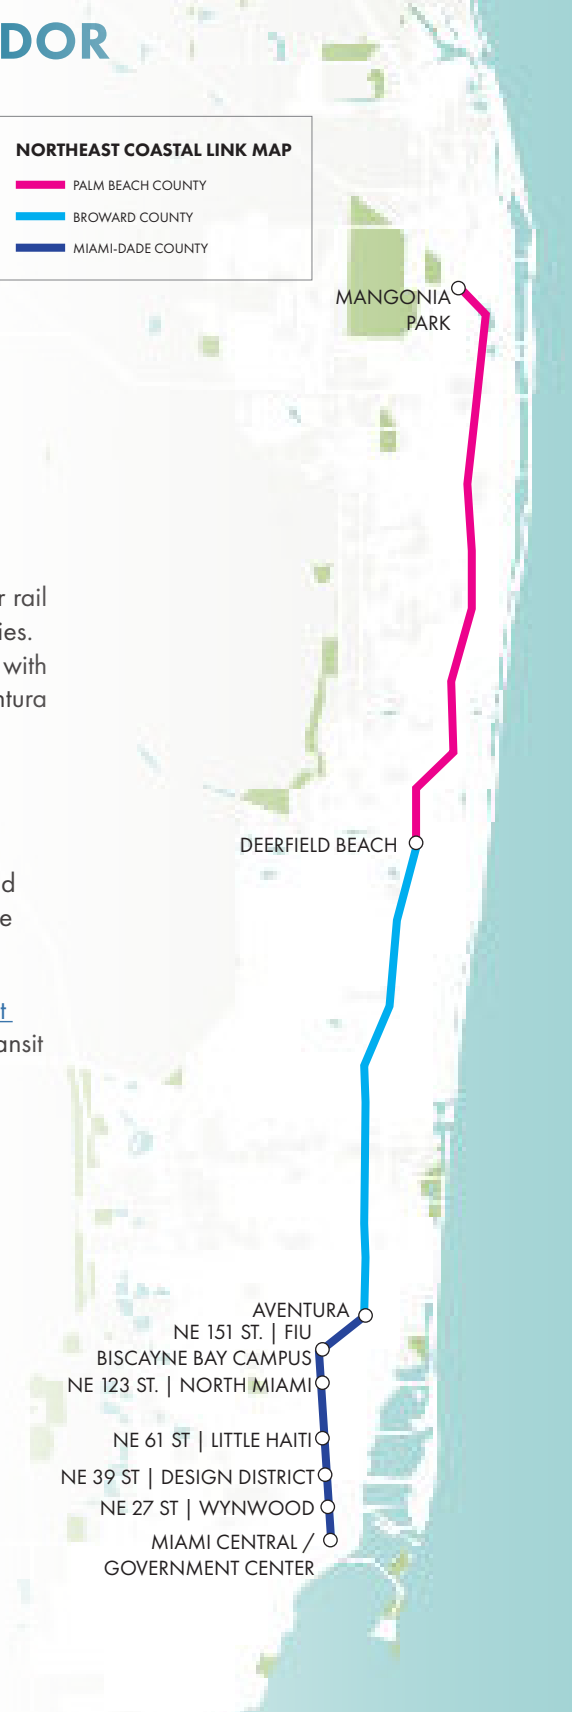 DOR
NORTHEAST COASTAL LINK MAP
PALM BEACH COUNTY
BROWARD COUNTY
MIAMI-DADE COUNTY
MANGONIA
PARK
r rail
ies.
with
ntura
DEERFIELD BEACH
d
e
t
ansit
AVENTURA
NE 151 ST. | FIU
BISCAYNE BAY CAMPUS
NE 123 ST. | NORTH MIAMI
NE 61 ST | LITTLE HAITI
NE 39 ST | DESIGN DISTRICT
NE 27 ST | WYNWOOD
MIAMI CENTRAL /
GOVERNMENT CENTER